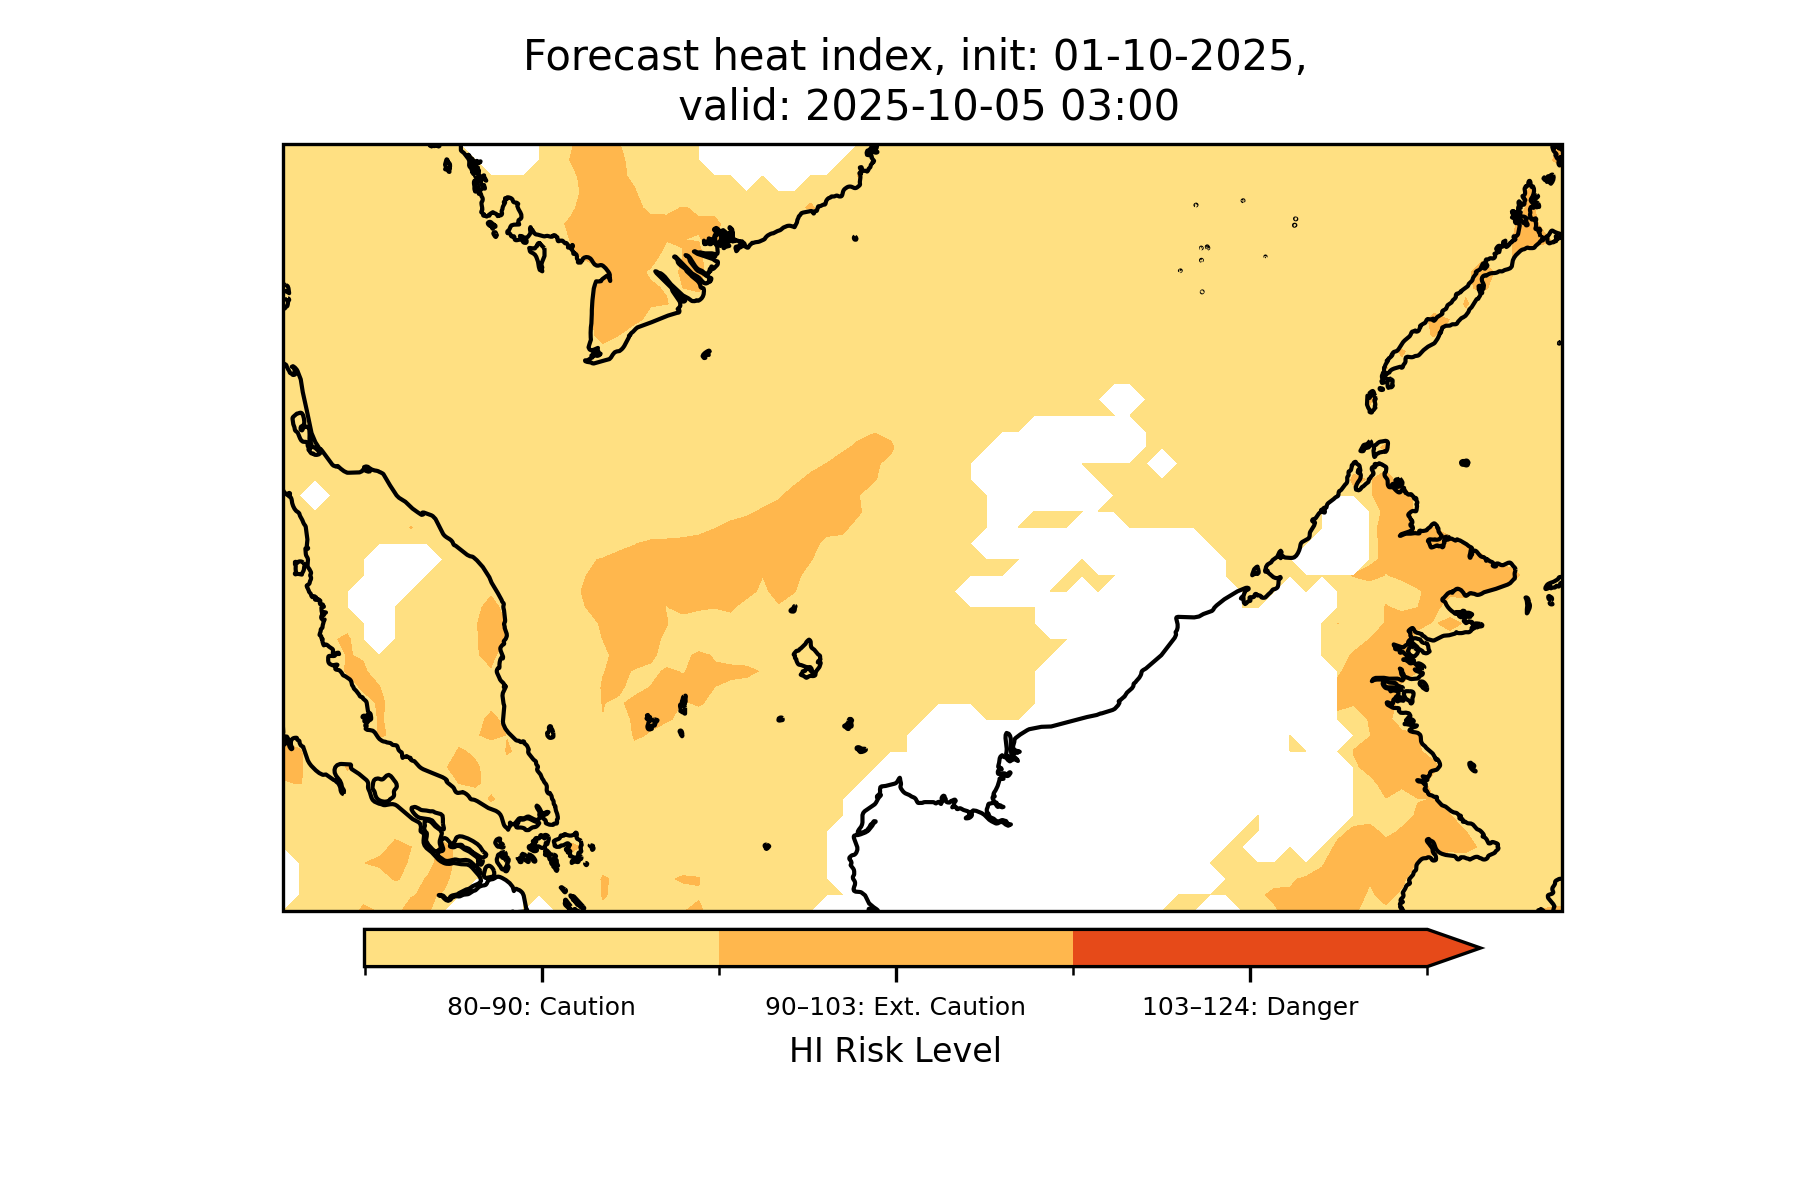 Forecast heat index, init: 01-10-2025,
valid: 2025-10-05 03:00
80–90: Caution
90–103: Ext. Caution
103–124: Danger
HI Risk Level